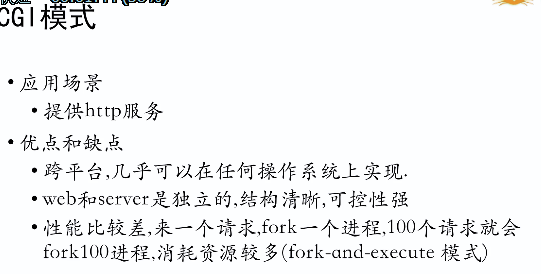 CGI模式
• 应用场景
• 提供http服务
• 优点和缺点
• 跨平台,几乎可以在任何操作系统上实现.
• web和server是独立的,结构清晰,可控性强
• 性能比较差,来一个请求,fork一个进程,100个请求就会
fork100进程,消耗资源较多(fork-and-execute 模式)